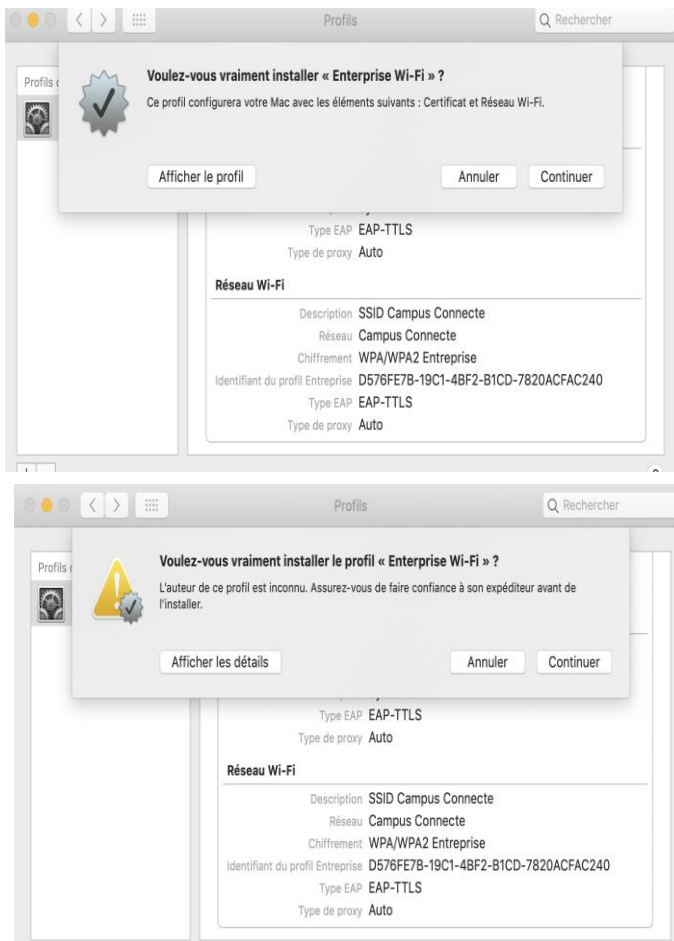 Profils
Rechercher
Profils
Voulez-vous vraiment installer « Enterprise Wi-Fi » ?
Ce profil configurera votre Mac avec les éléments suivants : Certificat et Réseau Wi-Fi.
Afficher le profil
Annuler
Continuer
Type EAP EAP-TTLS
Type de proxy Auto
Réseau Wi-Fi
Description SSID Campus Connecte
Réseau Campus Connecte
Chiffrement WPA/WPA2 Entreprise
Identifiant du profil Entreprise D576FE7B-19C1-4BF2-B1CD-7820ACFAC240
Type EAP EAP-TTLS
Type de proxy Auto
Profils
Rechercher
Profils
Voulez-vous vraiment installer le profil « Enterprise Wi-Fi » ?
L'auteur de ce profil est inconnu. Assurez-vous de faire confiance à son expéditeur avant de
l'installer.
Afficher les détails
Annuler
Continuer
Type EAP EAP-TTLS
Type de proxy Auto
Réseau Wi-Fi
Description SSID Campus Connecte
Réseau Campus Connecte
Chiffrement WPA/WPA2 Entreprise
Identifiant du profil Entreprise D576FE7B-19C1-4BF2-B1CD-7820ACFAC240
Type EAP EAP-TTLS
Type de proxy Auto